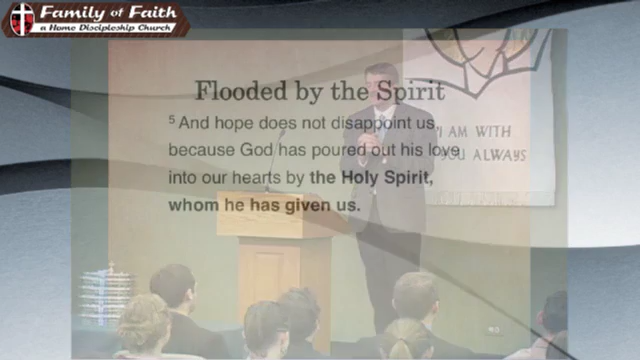 Family of Faith
a Home Discipleship Church
Flooded by the Spirit
5 And hope does not disappoint us,
because God has poured out his love
into our hearts by the Holy Spirit,
whom he has given us.
I AM WITH
YOU ALWAYS